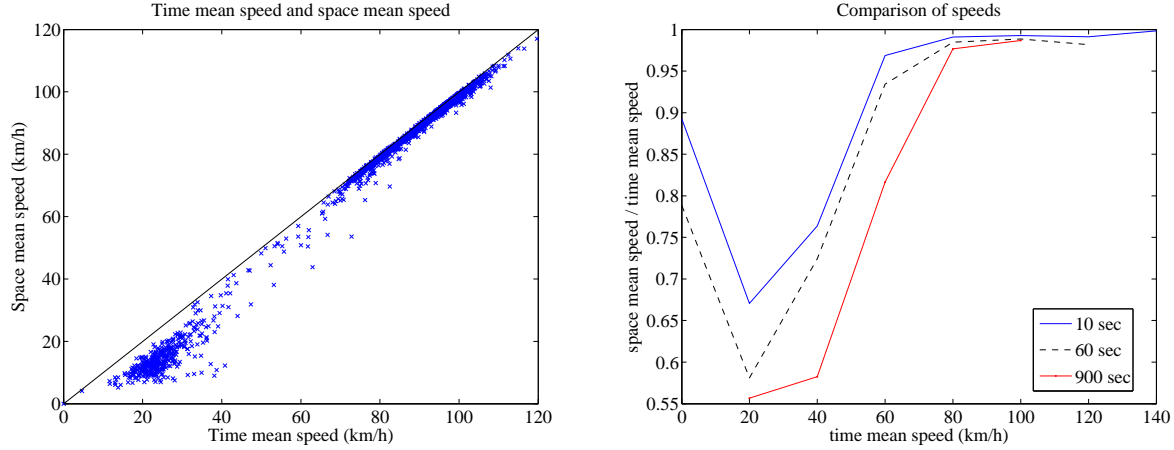 Time mean speed and space mean speed
Space mean speed (km/h)
120
100
80
60
40
20
0
0 20 40 60 80 100 120
Time mean speed (km/h)
Comparison of speeds
space mean speed / time mean speed
1
0.95
0.9
0.85
0.8
0.75
0.7
0.65
0.6
0.55
10 sec
60 sec
900 sec
0 20 40 60 80 100 120 140
time mean speed (km/h)